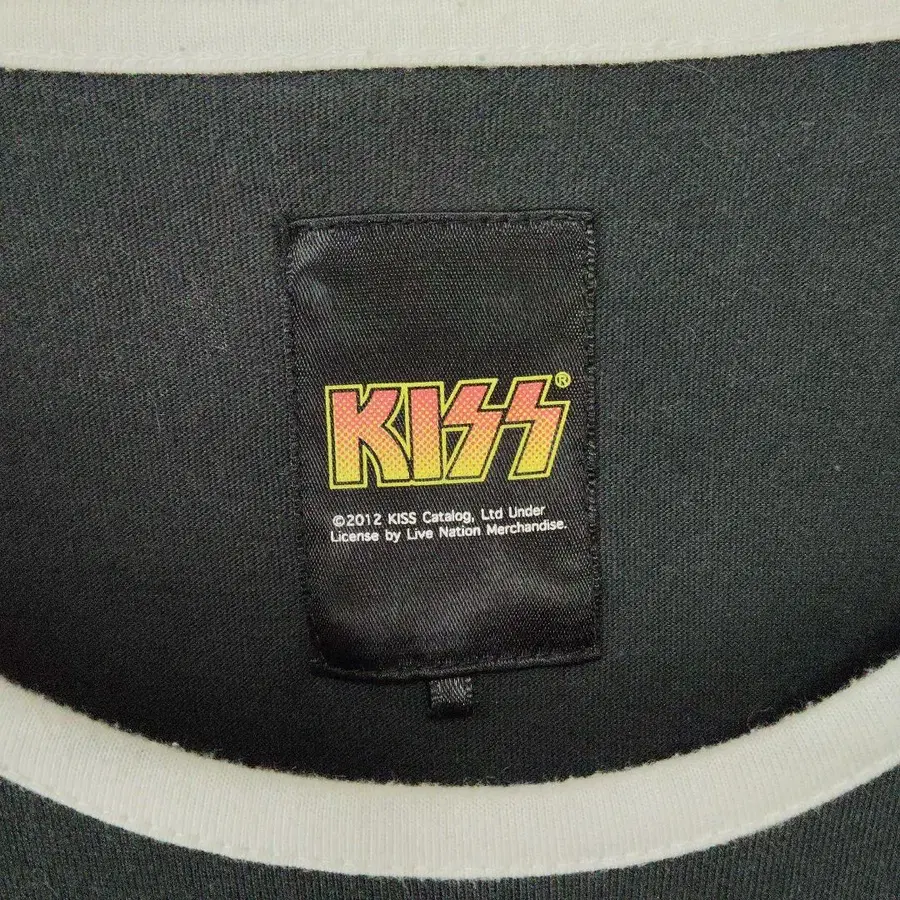 KISS®
©2012 KISS Catalog, Ltd Under
License by Live Nation Merchandise.